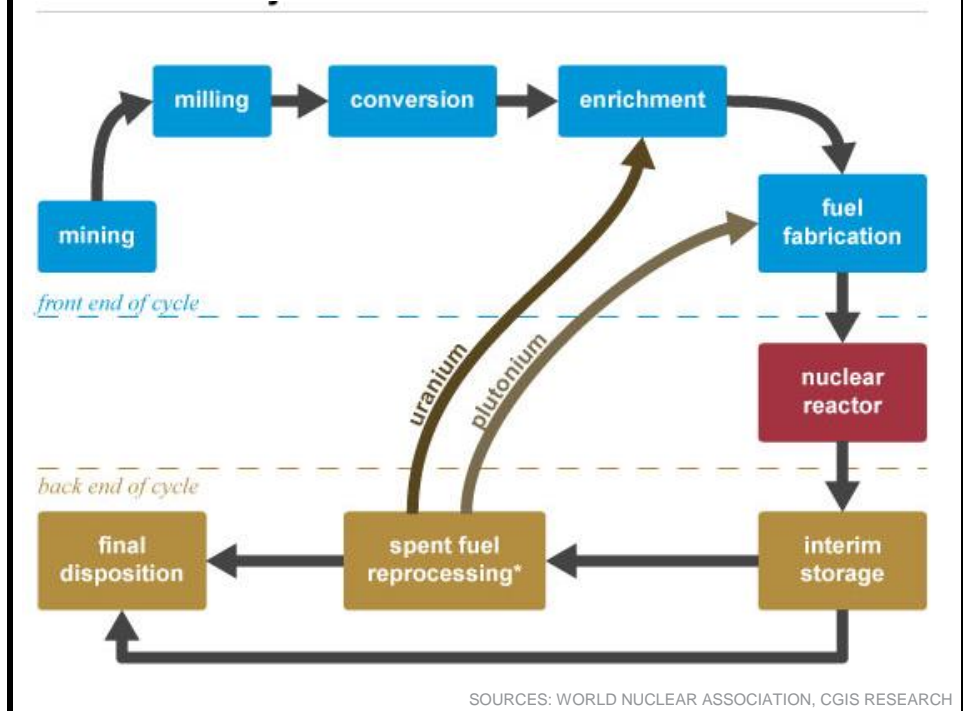 milling
conversion
enrichment
mining
fuel
fabrication
front end of cycle
uranium
plutonium
nuclear
reactor
back end of cycle
final
disposition
spent fuel
reprocessing*
interim
storage
SOURCES: WORLD NUCLEAR ASSOCIATION, CGIS RESEARCH